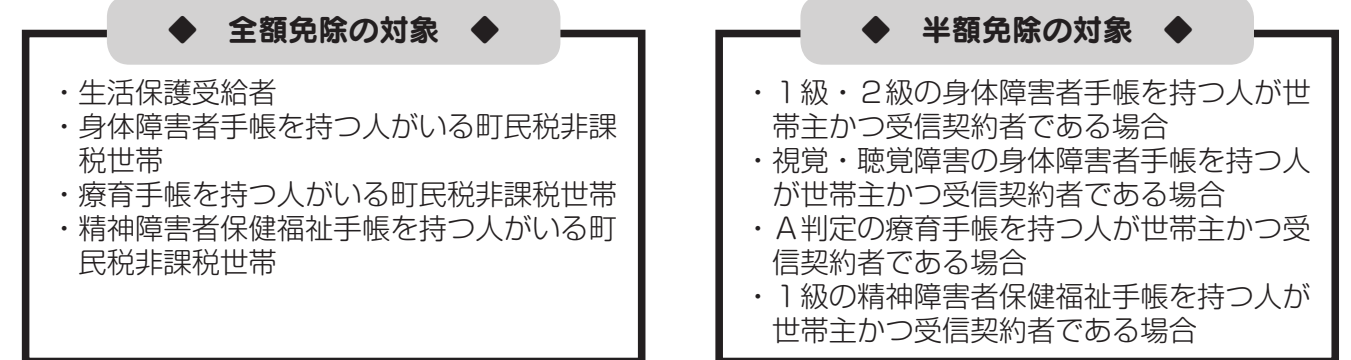 ◆ 全額免除の対象 ◆
・生活保護受給者
・身体障害者手帳を持つ人がいる町民税非課
税世帯
・療育手帳を持つ人がいる町民税非課税世帯
・精神障害者保健福祉手帳を持つ人がいる町
民税非課税世帯
◆ 半額免除の対象 ◆
・１級・２級の身体障害者手帳を持つ人が世
帯主かつ受信契約者である場合
・視覚・聴覚障害の身体障害者手帳を持つ人
が世帯主かつ受信契約者である場合
・Ａ判定の療育手帳を持つ人が世帯主かつ受
信契約者である場合
・１級の精神障害者保健福祉手帳を持つ人が
世帯主かつ受信契約者である場合